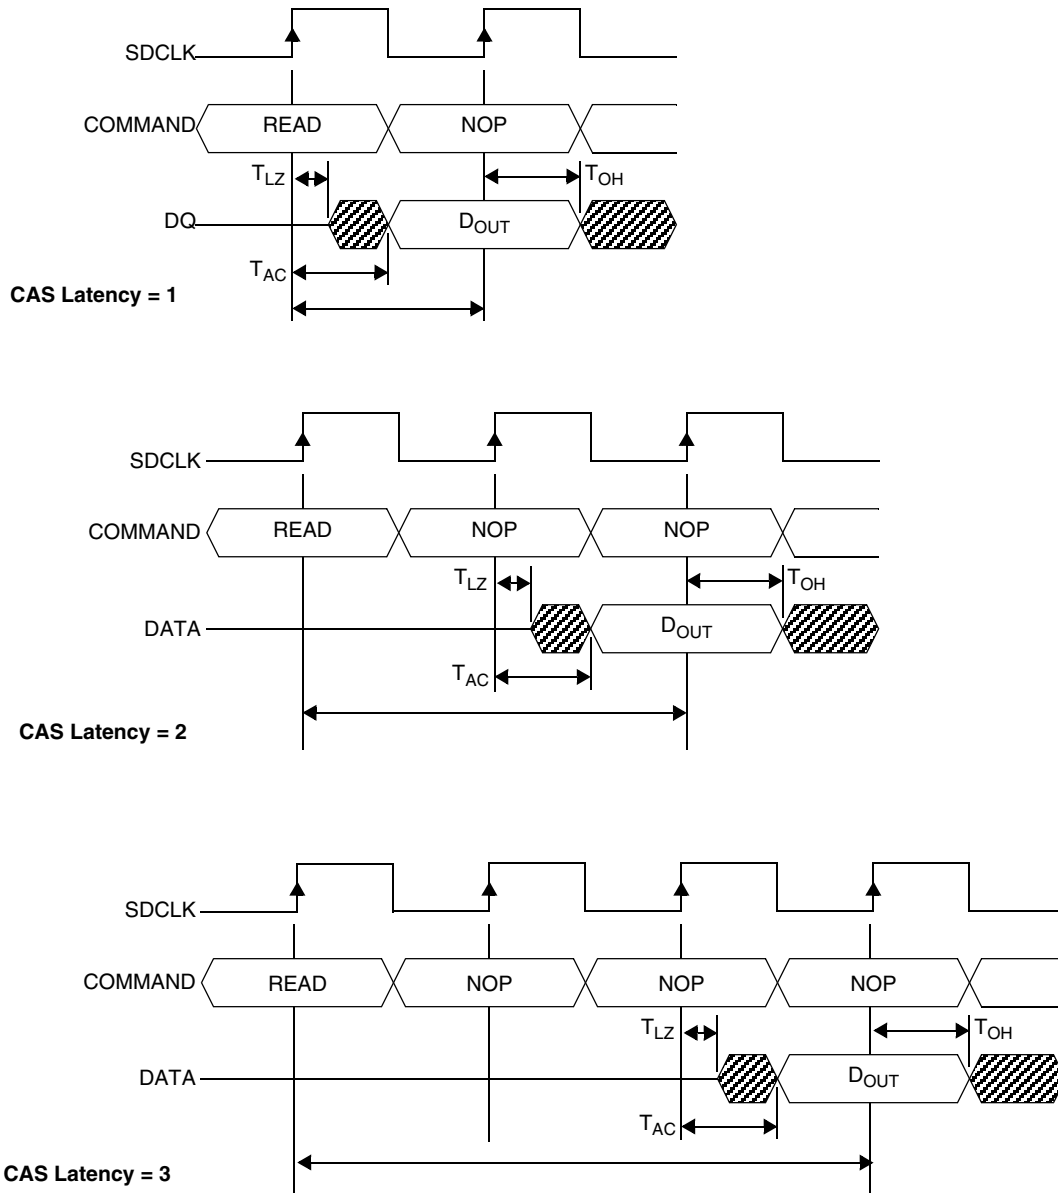 SDCLK
COMMAND READ NOP
TLZ TOH
DQ DOUT
TAC
CAS Latency = 1
SDCLK
COMMAND READ NOP NOP
TLZ TOH
DATA DOUT
TAC
CAS Latency = 2
SDCLK
COMMAND READ NOP NOP NOP
TLZ TOH
DATA DOUT
TAC
CAS Latency = 3